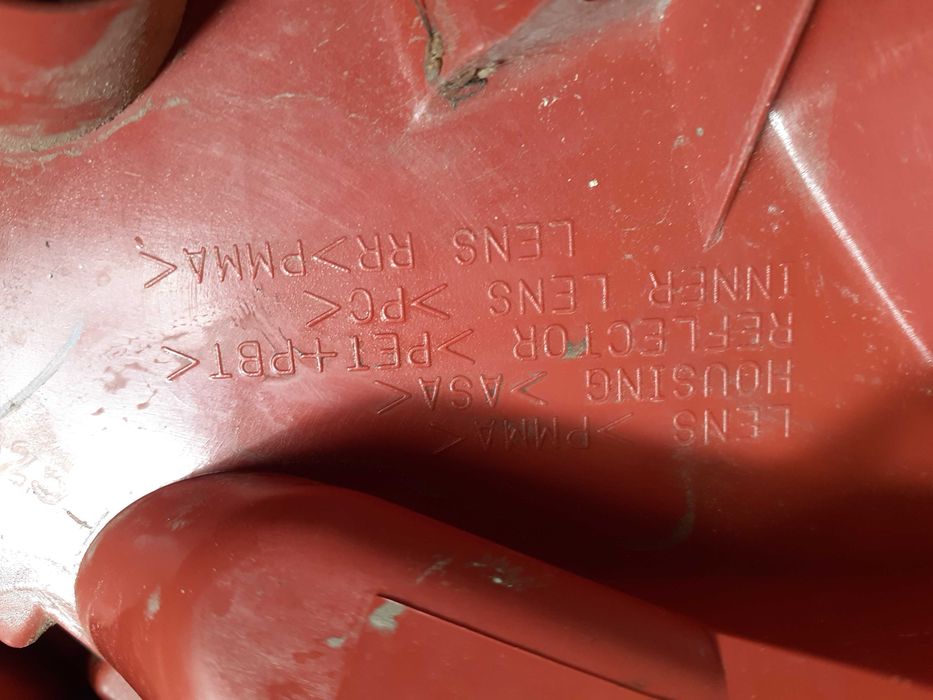 LENS >PMMA<
HOUSING >ASA<
REFLECTOR >PET+PBT<
INNER LENS >PC<
LENS RR>PMMA<